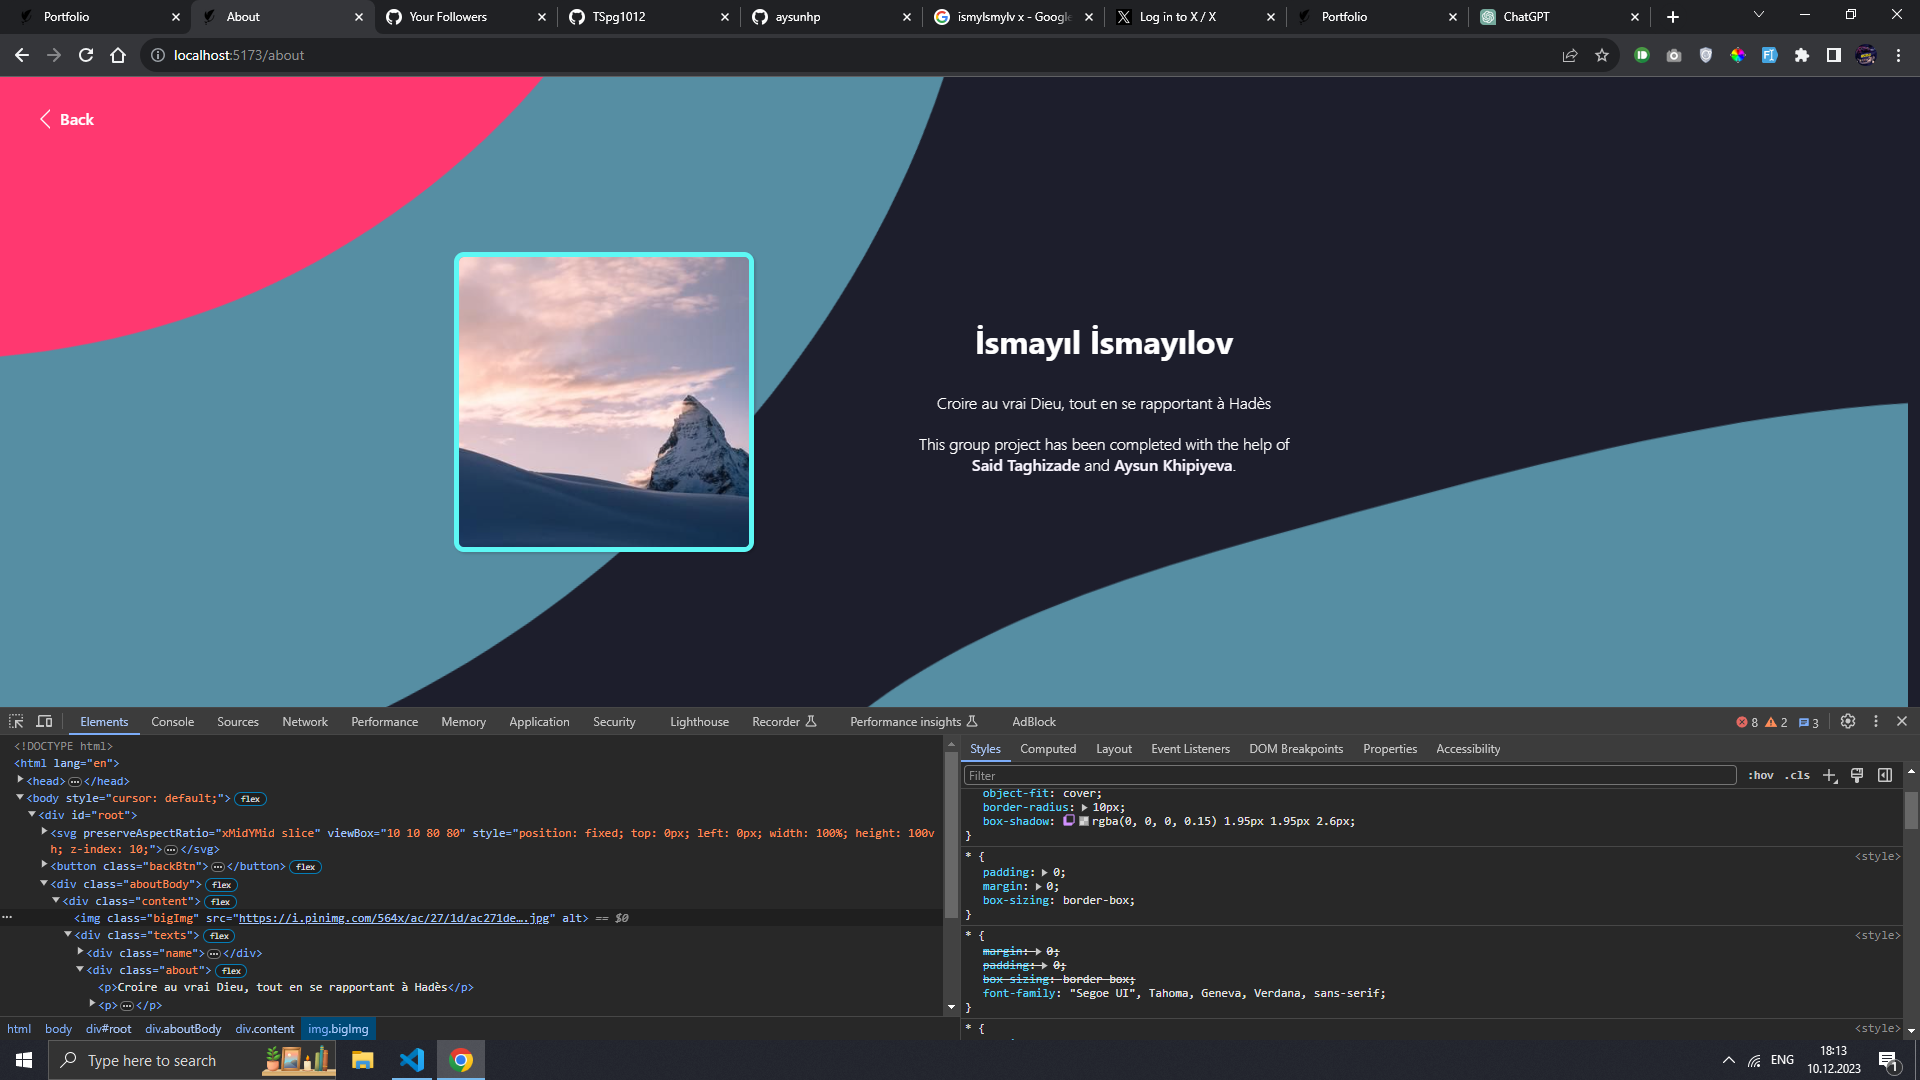 Portfolio
About
Your Followers
TSpg1012
aysunhp
ismylsmylv x - Google
Log in to X / X
Portfolio
ChatGPT
localhost:5173/about
Back
İsmayıl İsmayılov
Croire au vrai Dieu, tout en se rapportant à Hadès
This group project has been completed with the help of
Said Taghizade and Aysun Khipiyeva.
Elements Console Sources Network Performance Memory Application Security Lighthouse Recorder Performance insights AdBlock 8 2 3
<!DOCTYPE html>
<html lang="en">
<head>…</head>
<body style="cursor: default;"> flex
<div id="root">
<svg preserveAspectRatio="xMidYMid slice" viewBox="10 10 80 80" style="position: fixed; top: 0px; left: 0px; width: 100%; height: 100v
h; z-index: 10;">…</svg>
<button class="backBtn">…</button> flex
<div class="aboutBody"> flex
<div class="content"> flex
… <img class="bigImg" src="https://i.pinimg.com/564x/ac/27/1d/ac271de….jpg" alt> == $0
<div class="texts"> flex
<div class="name">…</div>
<div class="about"> flex
<p>Croire au vrai Dieu, tout en se rapportant à Hadès</p>
<p>…</p>
html body div#root div.aboutBody div.content img.bigImg
Styles Computed Layout Event Listeners DOM Breakpoints Properties Accessibility
Filter :hov .cls
object-fit: cover;
border-radius: 10px;
box-shadow: rgba(0, 0, 0, 0.15) 1.95px 1.95px 2.6px;
}
* { <style>
padding: 0;
margin: 0;
box-sizing: border-box;
}
* { <style>
margin: 0;
padding: 0;
box-sizing: border-box;
font-family: "Segoe UI", Tahoma, Geneva, Verdana, sans-serif;
}
* { <style>
Type here to search
ENG
18:13
10.12.2023
1